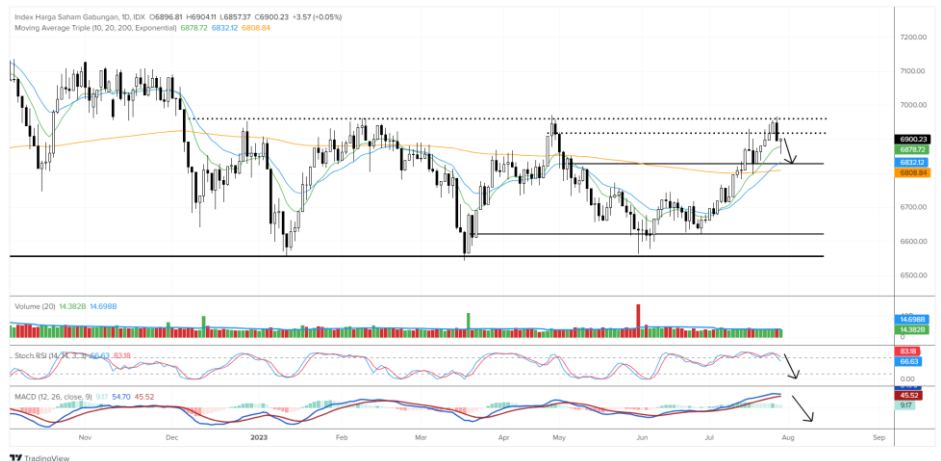 Index Harga Saham Gabungan, 1D, IDX O6896.81 H6904.11 L6857.37 C6900.23 +3.57 (+0.05%)
Moving Average Triple (10, 20, 200, Exponential) 6878.72 6832.12 6808.84
7200.00
7100.00
7000.00
6900.23
6878.72
6832.12
6808.84
6700.00
6600.00
6500.00
Volume (20) 14.382B 14.698B
14.698B
14.382B
0
Stoch RSI (14, 14, 3, 3) 66.63 83.18
83.18
66.63
0.00
MACD (12, 26, close, 9) 9.17 54.70 45.52
45.52
9.17
Nov Dec 2023 Feb Mar Apr May Jun Jul Aug Sep
TradingView